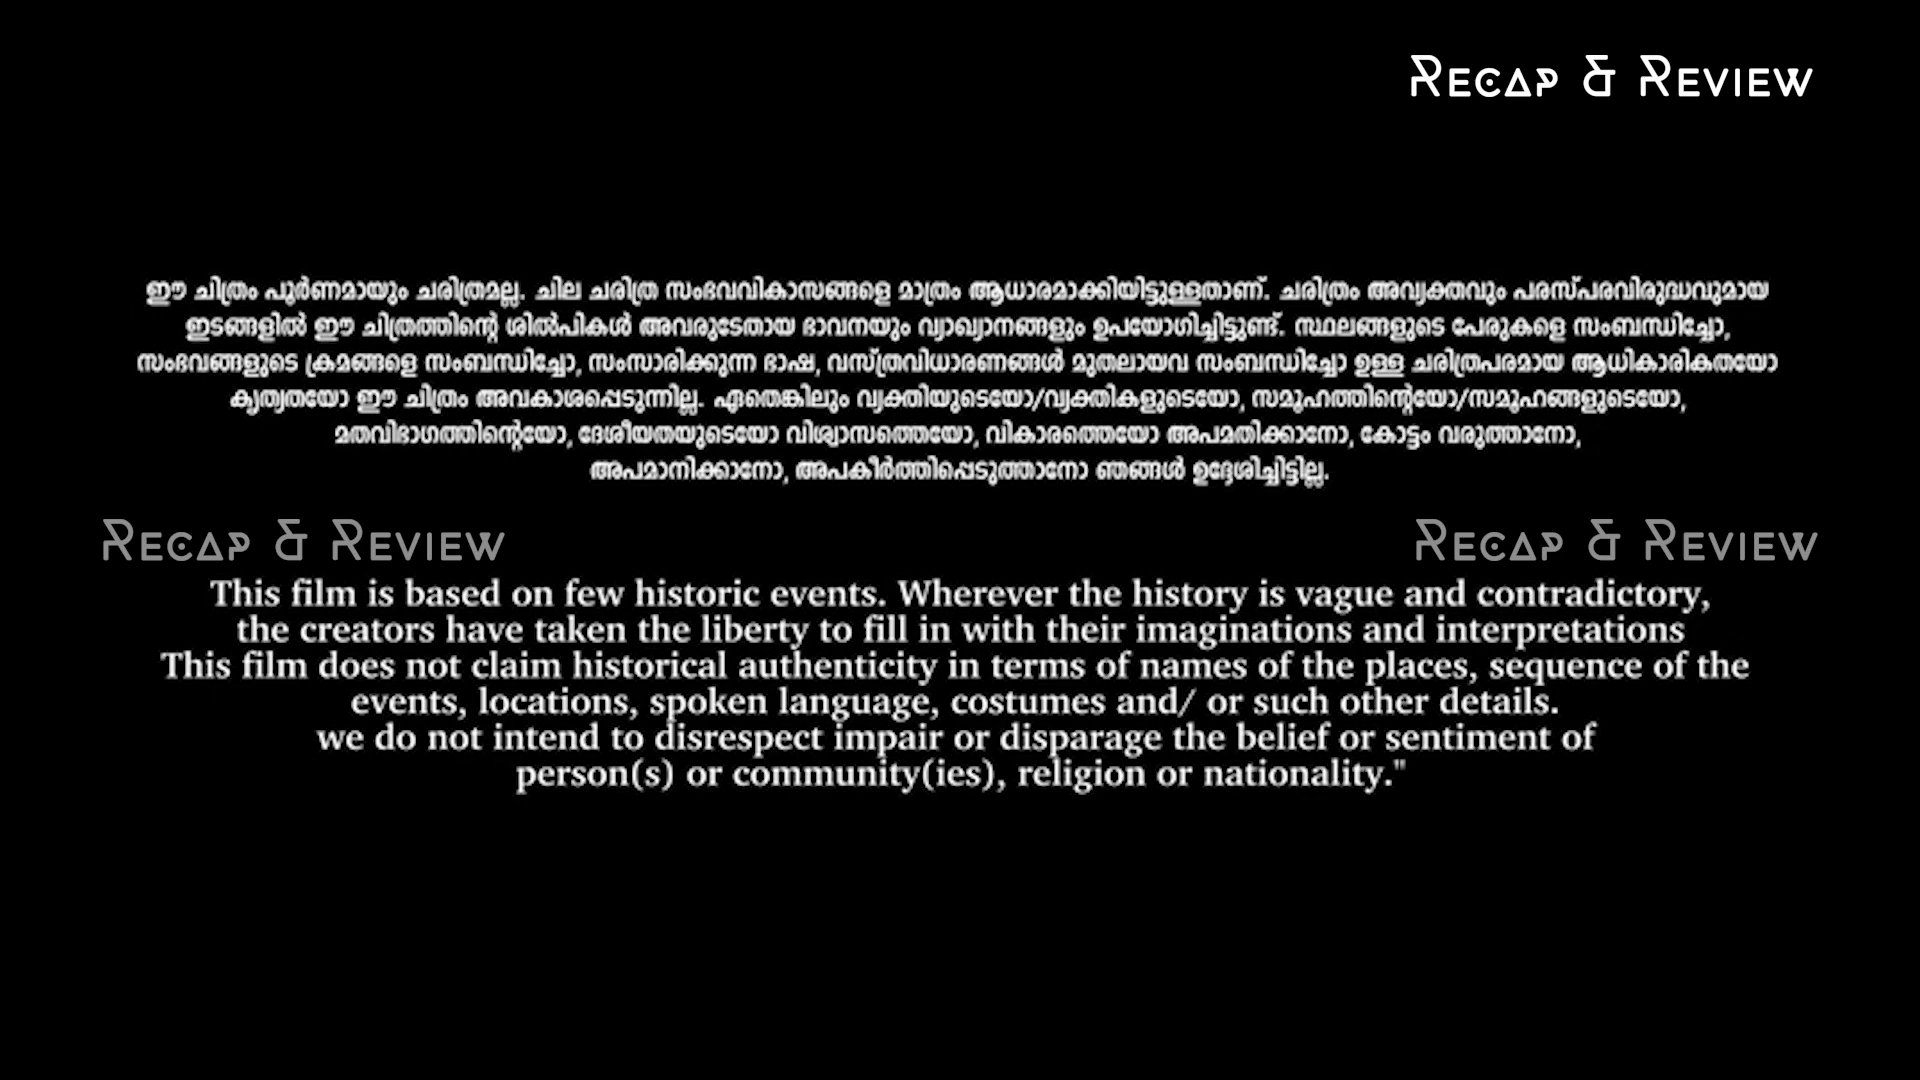 RECAP & REVIEW
ഈ ചിത്രം പൂർണമായും ചരിത്രമല്ല. ചില ചരിത്ര സംഭവവികാസങ്ങളെ മാത്രം ആധാരമാക്കിയിട്ടുള്ളതാണ്. ചരിത്രം അവ്യക്തവും പരസ്പരവിരുദ്ധവുമായ
ഇടങ്ങളിൽ ഈ ചിത്രത്തിന്റെ ശിൽപികൾ അവരുടേതായ ഭാവനയും വ്യാഖ്യാനങ്ങളും ഉപയോഗിച്ചിട്ടുണ്ട്. സ്ഥലങ്ങളുടെ പേരുകളെ സംബന്ധിച്ചോ,
സംഭവങ്ങളുടെ ക്രമങ്ങളെ സംബന്ധിച്ചോ, സംസാരിക്കുന്ന ഭാഷ, വസ്ത്രവിധാരണങ്ങൾ മുതലായവ സംബന്ധിച്ചോ ഉള്ള ചരിത്രപരമായ ആധികാരികതയോ
കൃത്യതയോ ഈ ചിത്രം അവകാശപ്പെടുന്നില്ല. ഏതെങ്കിലും വ്യക്തിയുടെയോ/വ്യക്തികളുടെയോ, സമൂഹത്തിന്റെയോ/സമൂഹങ്ങളുടെയോ,
മതവിഭാഗത്തിന്റെയോ, ദേശീയതയുടെയോ വിശ്വാസത്തെയോ, വികാരത്തെയോ അപമതിക്കാനോ, കോട്ടം വരുത്താനോ,
അപമാനിക്കാനോ, അപകീർത്തിപ്പെടുത്താനോ ഞങ്ങൾ ഉദ്ദേശിച്ചിട്ടില്ല.
RECAP & REVIEW RECAP & REVIEW
This film is based on few historic events. Wherever the history is vague and contradictory,
the creators have taken the liberty to fill in with their imaginations and interpretations
This film does not claim historical authenticity in terms of names of the places, sequence of the
events, locations, spoken language, costumes and/ or such other details.
we do not intend to disrespect impair or disparage the belief or sentiment of
person(s) or community(ies), religion or nationality."